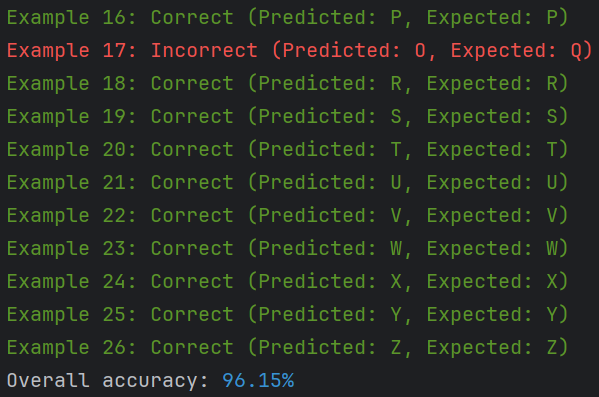 Example 16: Correct (Predicted: P, Expected: P)
Example 17: Incorrect (Predicted: O, Expected: Q)
Example 18: Correct (Predicted: R, Expected: R)
Example 19: Correct (Predicted: S, Expected: S)
Example 20: Correct (Predicted: T, Expected: T)
Example 21: Correct (Predicted: U, Expected: U)
Example 22: Correct (Predicted: V, Expected: V)
Example 23: Correct (Predicted: W, Expected: W)
Example 24: Correct (Predicted: X, Expected: X)
Example 25: Correct (Predicted: Y, Expected: Y)
Example 26: Correct (Predicted: Z, Expected: Z)
Overall accuracy: 96.15%